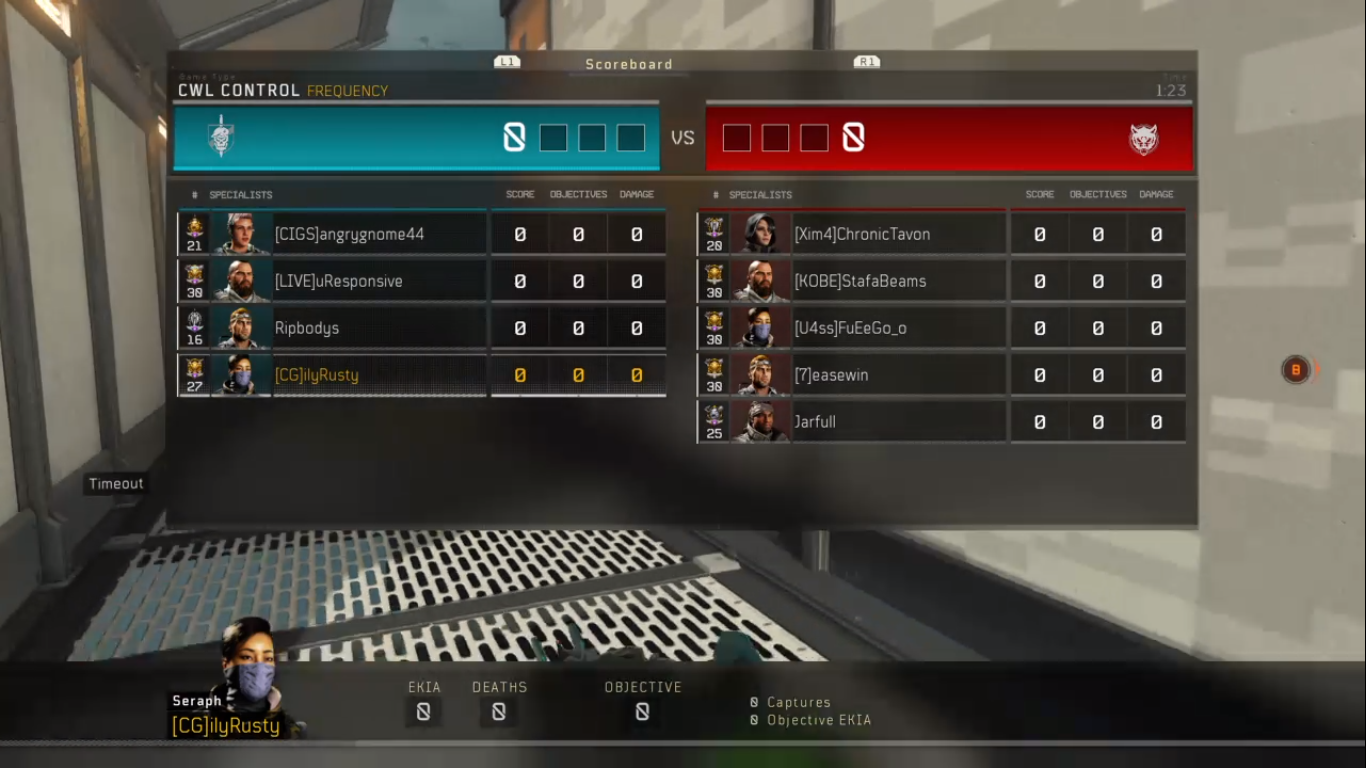 L1 Scoreboard R1
Game Type
CWL CONTROL FREQUENCY
Time
1:23
0 VS 0
# SPECIALISTS SCORE OBJECTIVES DAMAGE
21 [CIGS]angrygnome44 0 0 0
30 [LIVE]uResponsive 0 0 0
16 Ripbodys 0 0 0
27 [CG]ilyRusty 0 0 0
# SPECIALISTS SCORE OBJECTIVES DAMAGE
20 [Xim4]ChronicTavon 0 0 0
30 [KOBE]StafaBeams 0 0 0
30 [U4ss]FuEeGo_o 0 0 0
30 [7]easewin 0 0 0
25 Jarfull 0 0 0
B
Timeout
Seraph
[CG]ilyRusty
EKIA DEATHS OBJECTIVE
0 0 0
0 Captures
0 Objective EKIA